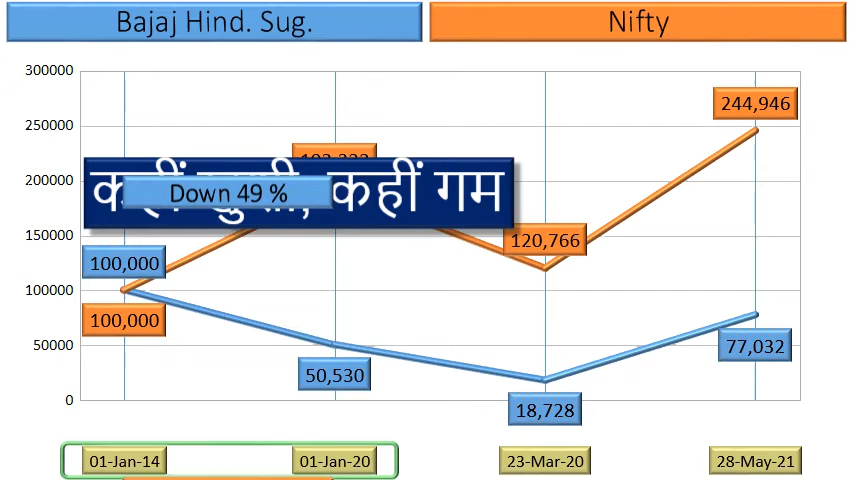 Bajaj Hind. Sug.
Nifty
300000
250000
200000
150000
100000
50000
0
244,946
Down 49 %
कहीं गम
120,766
100,000
100,000
50,530
18,728
77,032
01-Jan-14
01-Jan-20
23-Mar-20
28-May-21